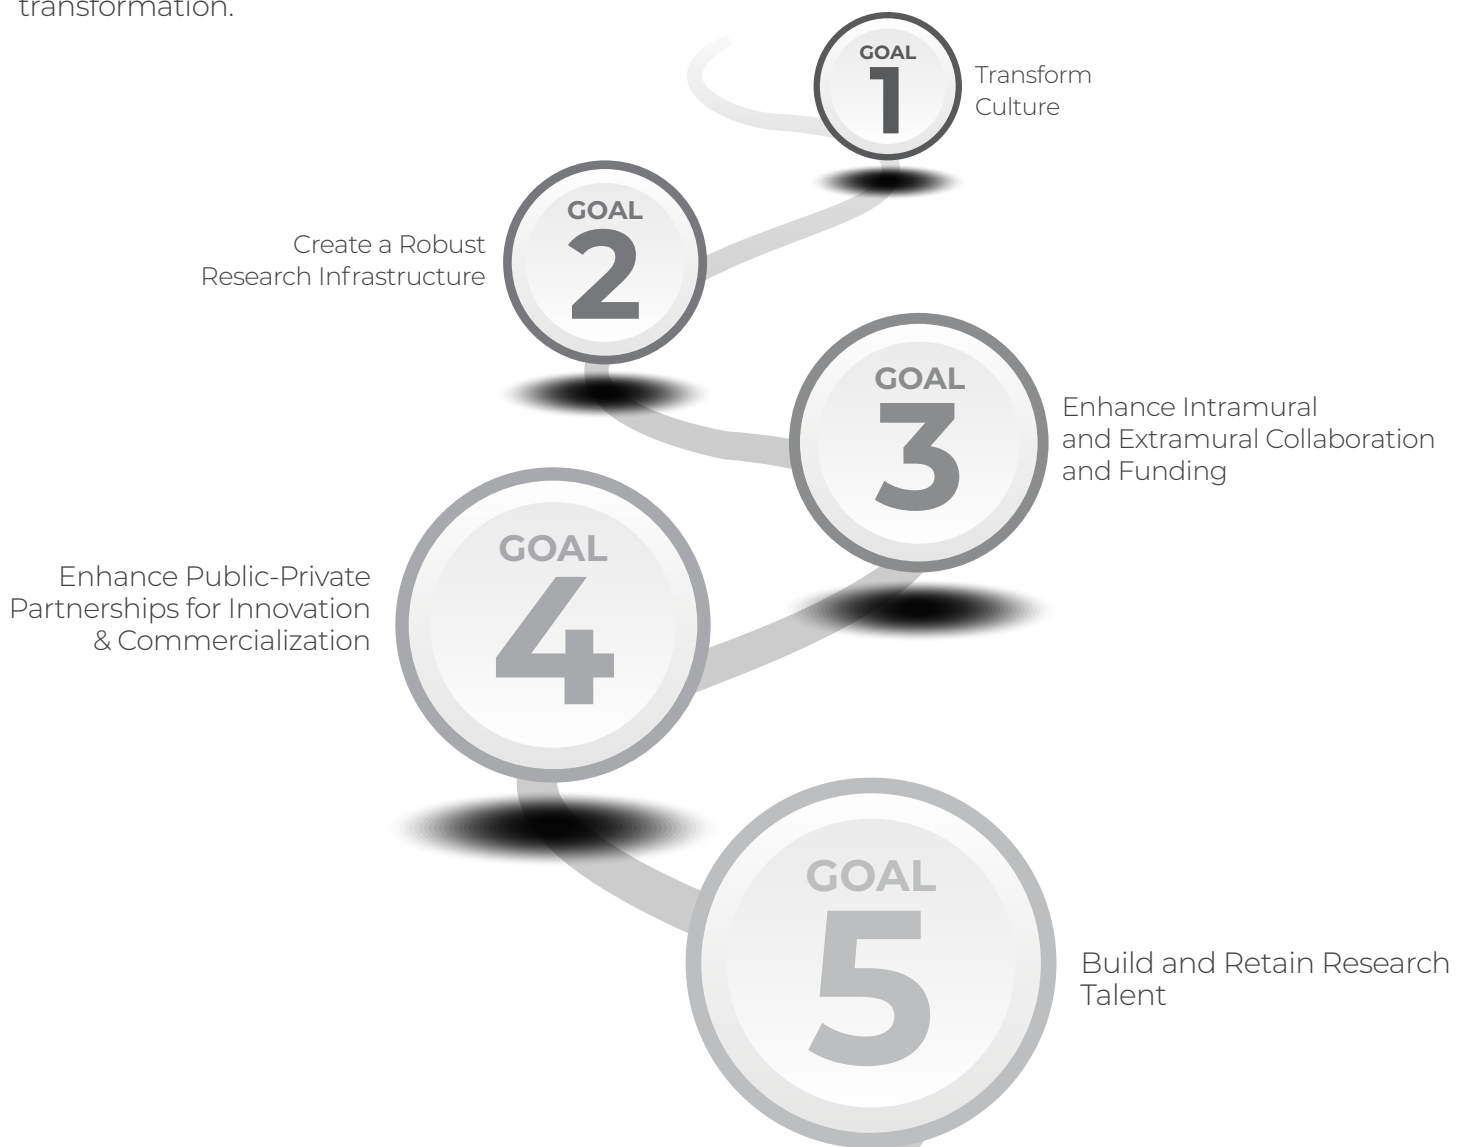 transformation.
GOAL
1
Transform
Culture
GOAL
2
Create a Robust
Research Infrastructure
GOAL
3
Enhance Intramural
and Extramural Collaboration
and Funding
GOAL
4
Enhance Public-Private
Partnerships for Innovation
& Commercialization
GOAL
5
Build and Retain Research
Talent